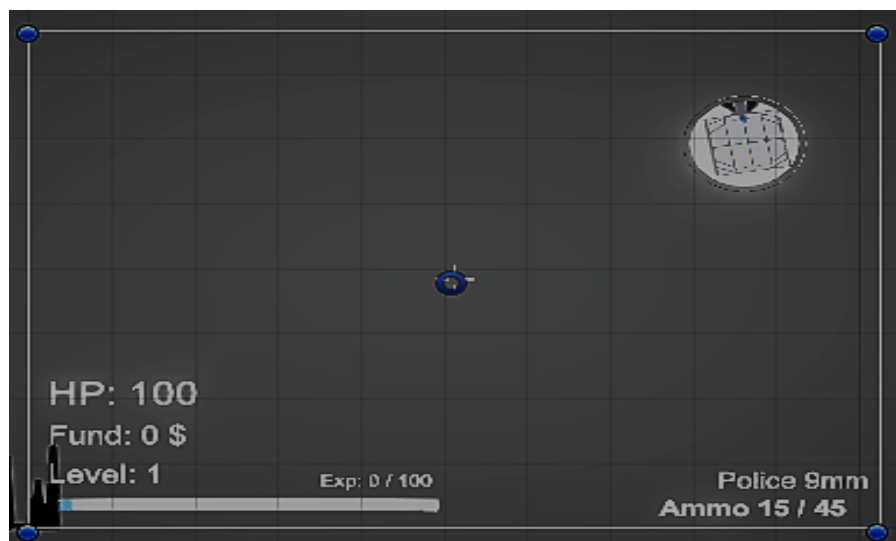 HP: 100
Fund: 0 $
Level: 1
Exp: 0 / 100
Police 9mm
Ammo 15 / 45